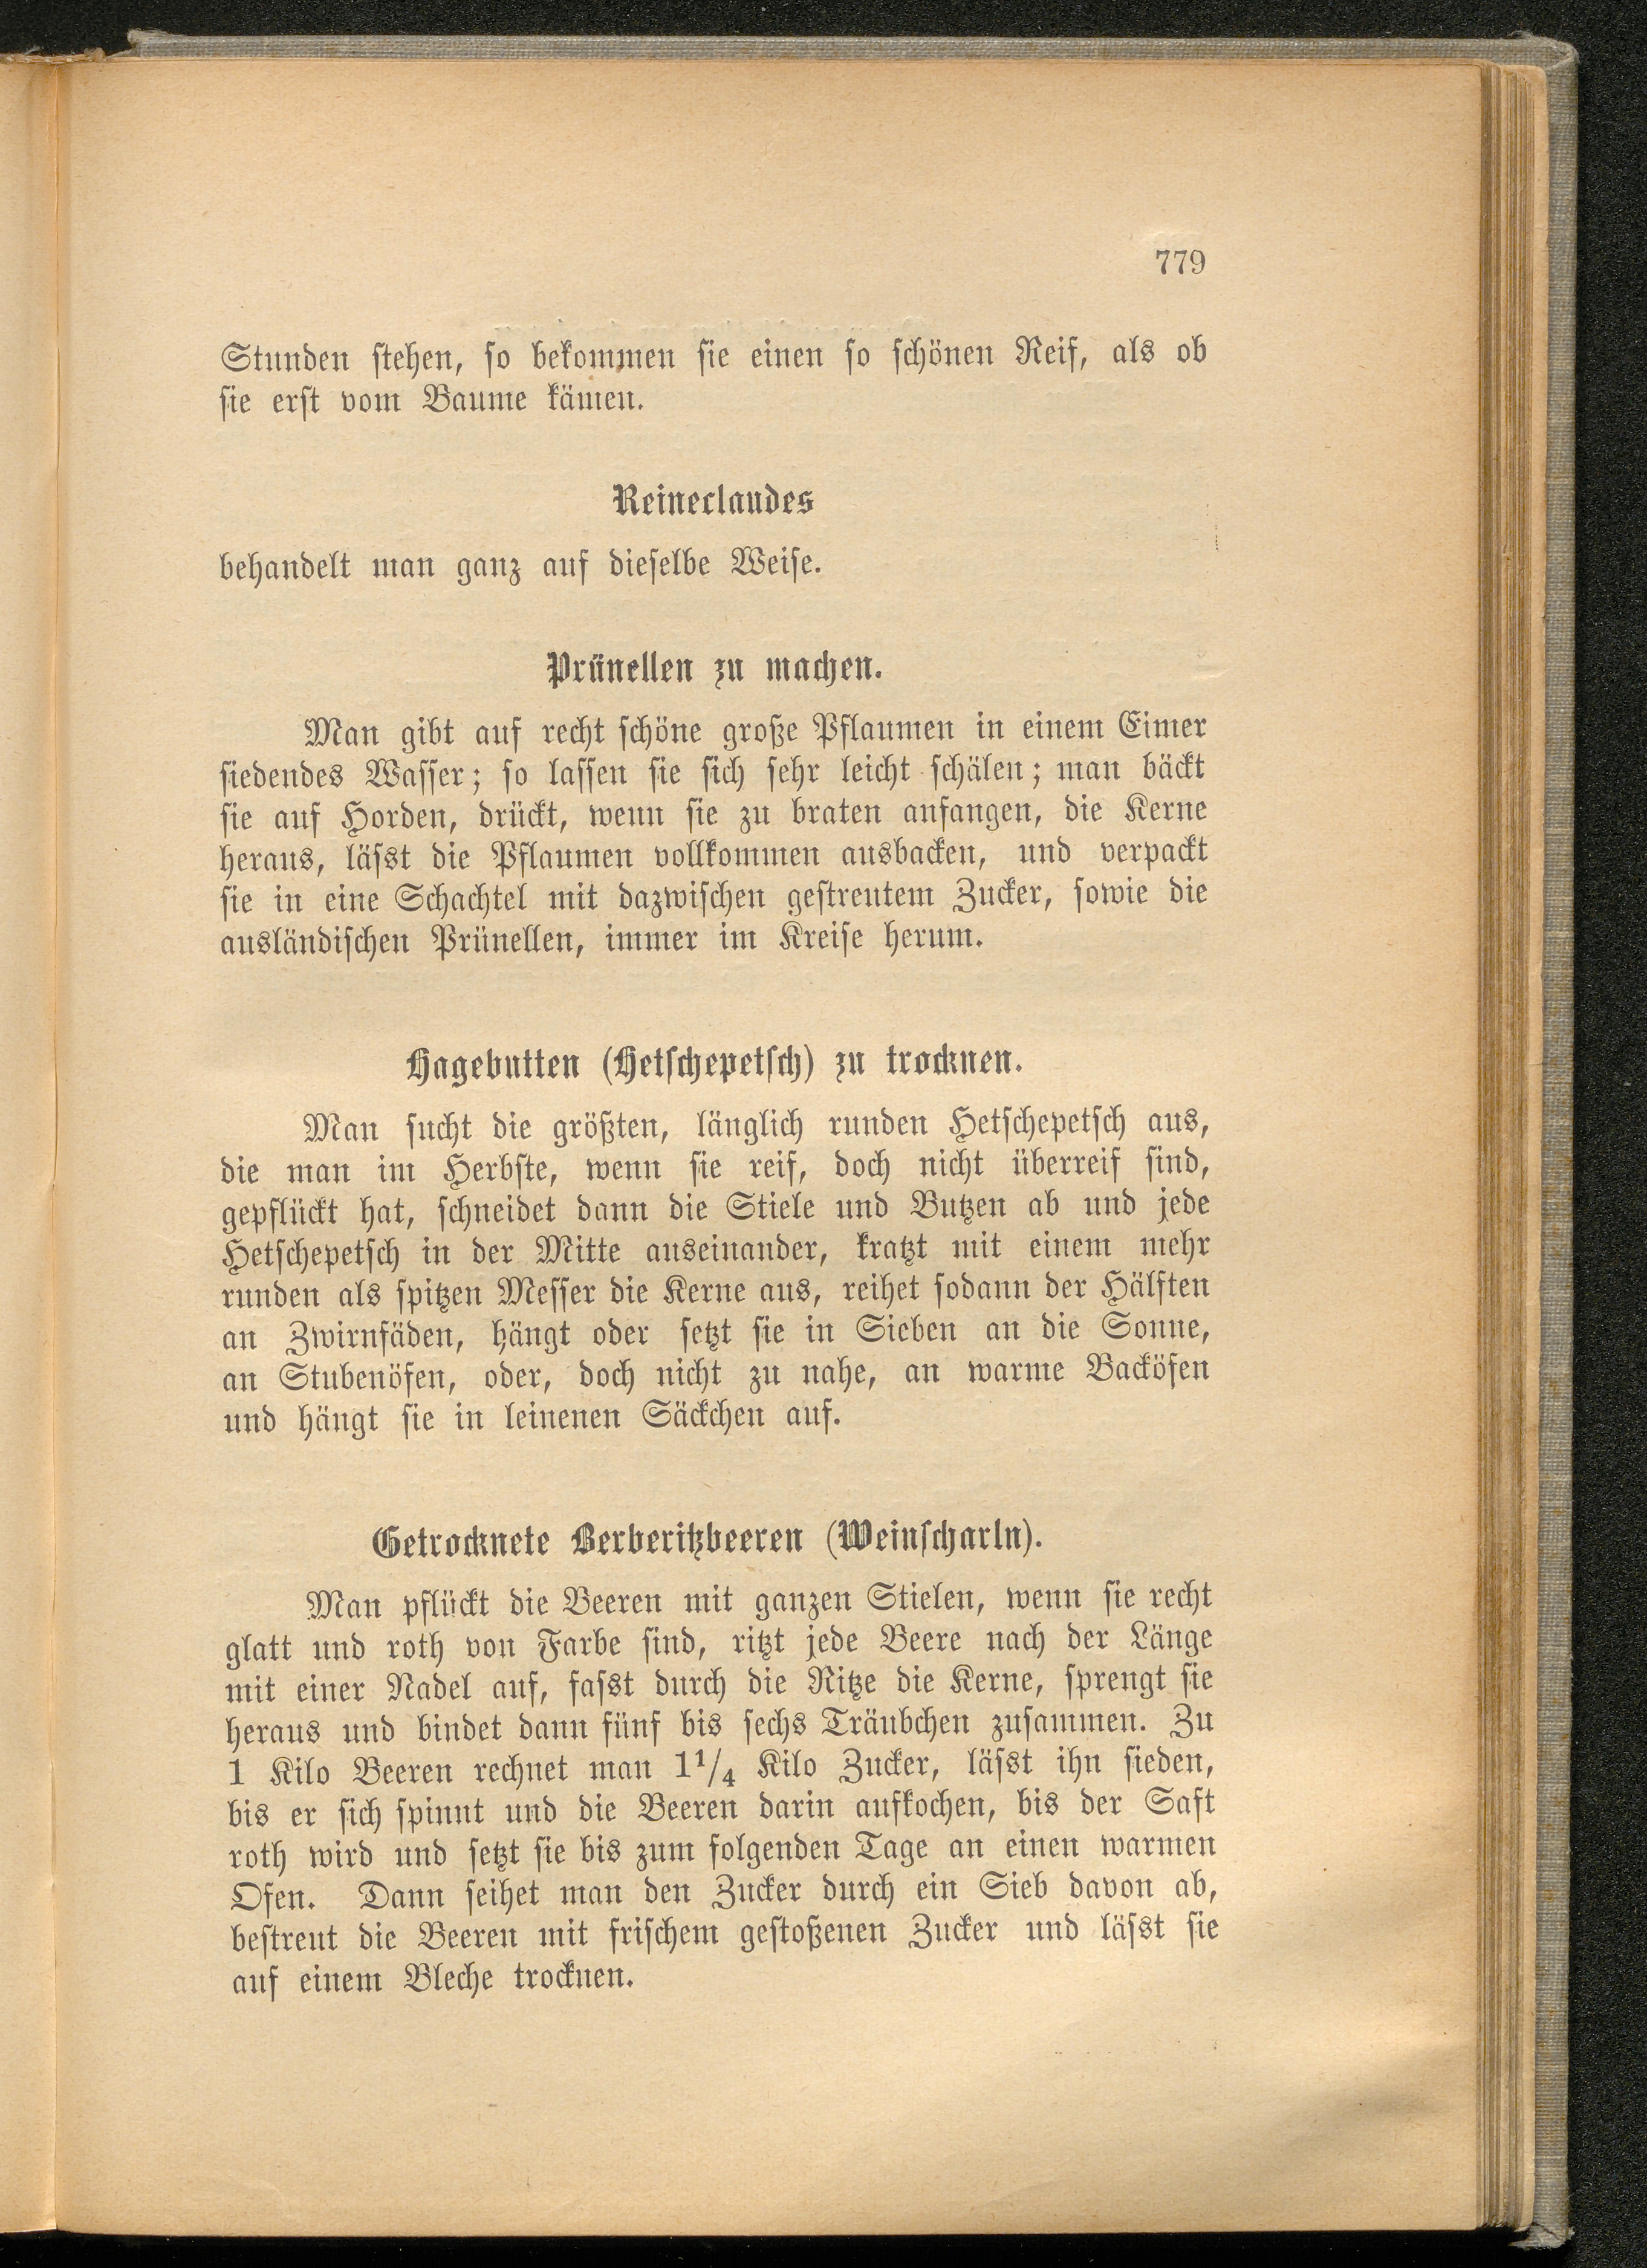 779
Stunden stehen, so bekommen sie einen so schönen Reif, als ob
sie erst vom Baume kämen.
Reineclaudes
behandelt man ganz auf dieselbe Weise.
Prünellen zu machen.
Man gibt auf recht schöne große Pflaumen in einem Eimer
siedendes Wasser; so lassen sie sich sehr leicht schälen; man bäckt
sie auf Horden, drückt, wenn sie zu braten anfangen, die Kerne
heraus, lässt die Pflaumen vollkommen ausbacken, und verpackt
sie in eine Schachtel mit dazwischen gestreutem Zucker, sowie die
ausländischen Prünellen, immer im Kreise herum.
Hagebutten (Hetschepetsch) zu trocknen.
Man sucht die größten, länglich runden Hetschepetsch aus,
die man im Herbste, wenn sie reif, doch nicht überreif sind,
gepflückt hat, schneidet dann die Stiele und Butzen ab und jede
Hetschepetsch in der Mitte auseinander, kratzt mit einem mehr
runden als spitzen Messer die Kerne aus, reihet sodann der Hälften
an Zwirnfäden, hängt oder setzt sie in Sieben an die Sonne,
an Stubenöfen, oder, doch nicht zu nahe, an warme Backöfen
und hängt sie in leinenen Säckchen auf.
Getrocknete Berberitzbeeren (Weinscharln).
Man pflückt die Beeren mit ganzen Stielen, wenn sie recht
glatt und roth von Farbe sind, ritzt jede Beere nach der Länge
mit einer Nadel auf, fasst durch die Ritze die Kerne, sprengt sie
heraus und bindet dann fünf bis sechs Träubchen zusammen. Zu
1 Kilo Beeren rechnet man 1¹/₄ Kilo Zucker, lässt ihn sieden,
bis er sich spinnt und die Beeren darin aufkochen, bis der Saft
roth wird und setzt sie bis zum folgenden Tage an einen warmen
Ofen. Dann seihet man den Zucker durch ein Sieb davon ab,
bestreut die Beeren mit frischem gestoßenen Zucker und lässt sie
auf einem Bleche trocknen.